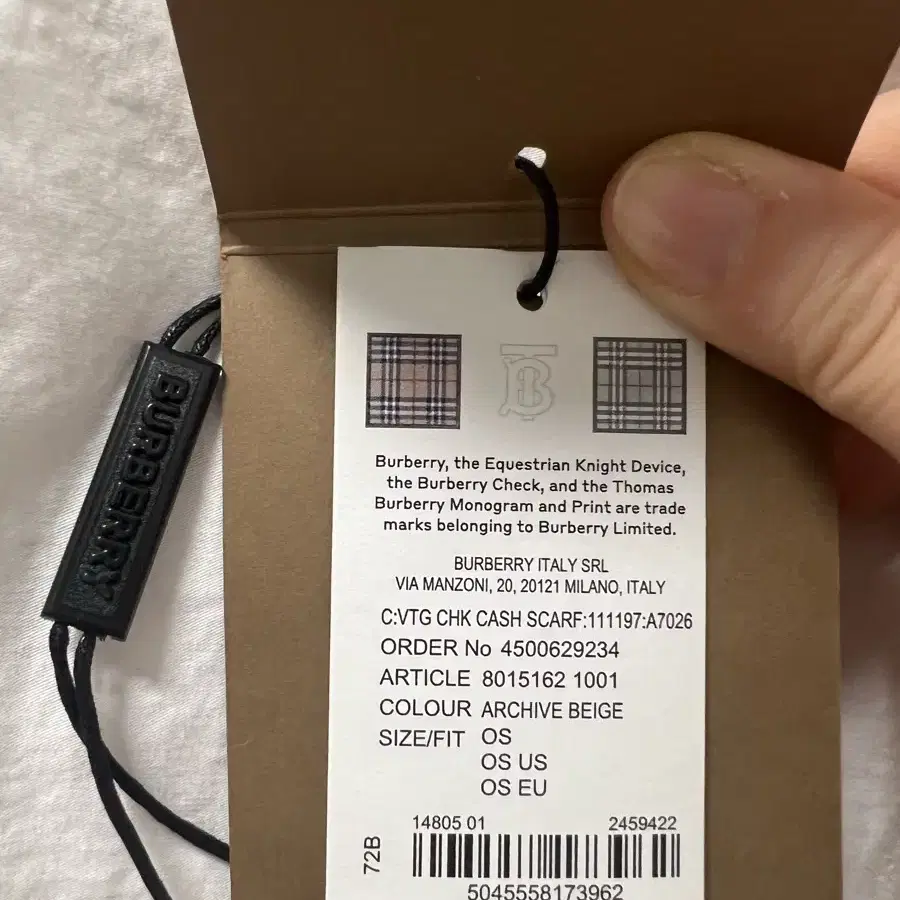 BURBERRY
Burberry, the Equestrian Knight Device,
the Burberry Check, and the Thomas
Burberry Monogram and Print are trade
marks belonging to Burberry Limited.
BURBERRY ITALY SRL
VIA MANZONI, 20, 20121 MILANO, ITALY
C:VTG CHK CASH SCARF:111197:A7026
ORDER No 4500629234
ARTICLE 8015162 1001
COLOUR ARCHIVE BEIGE
SIZE/FIT OS
OS US
OS EU
14805 01 2459422
72B
5045558173962